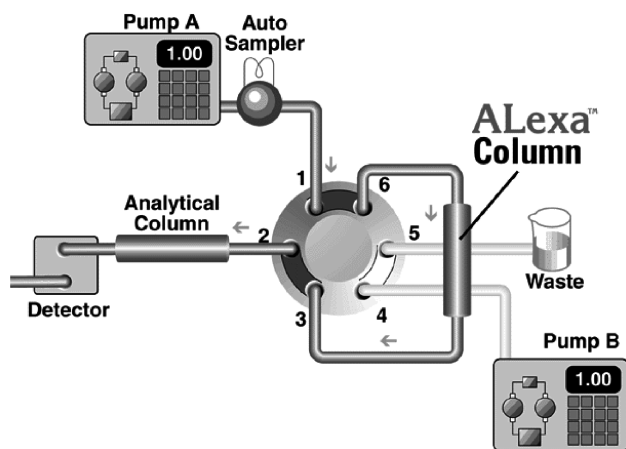 Pump A
1.00
Auto
Sampler
ALexa™
Column
1
6
Analytical
Column
2
5
Detector
3
4
Waste
Pump B
1.00